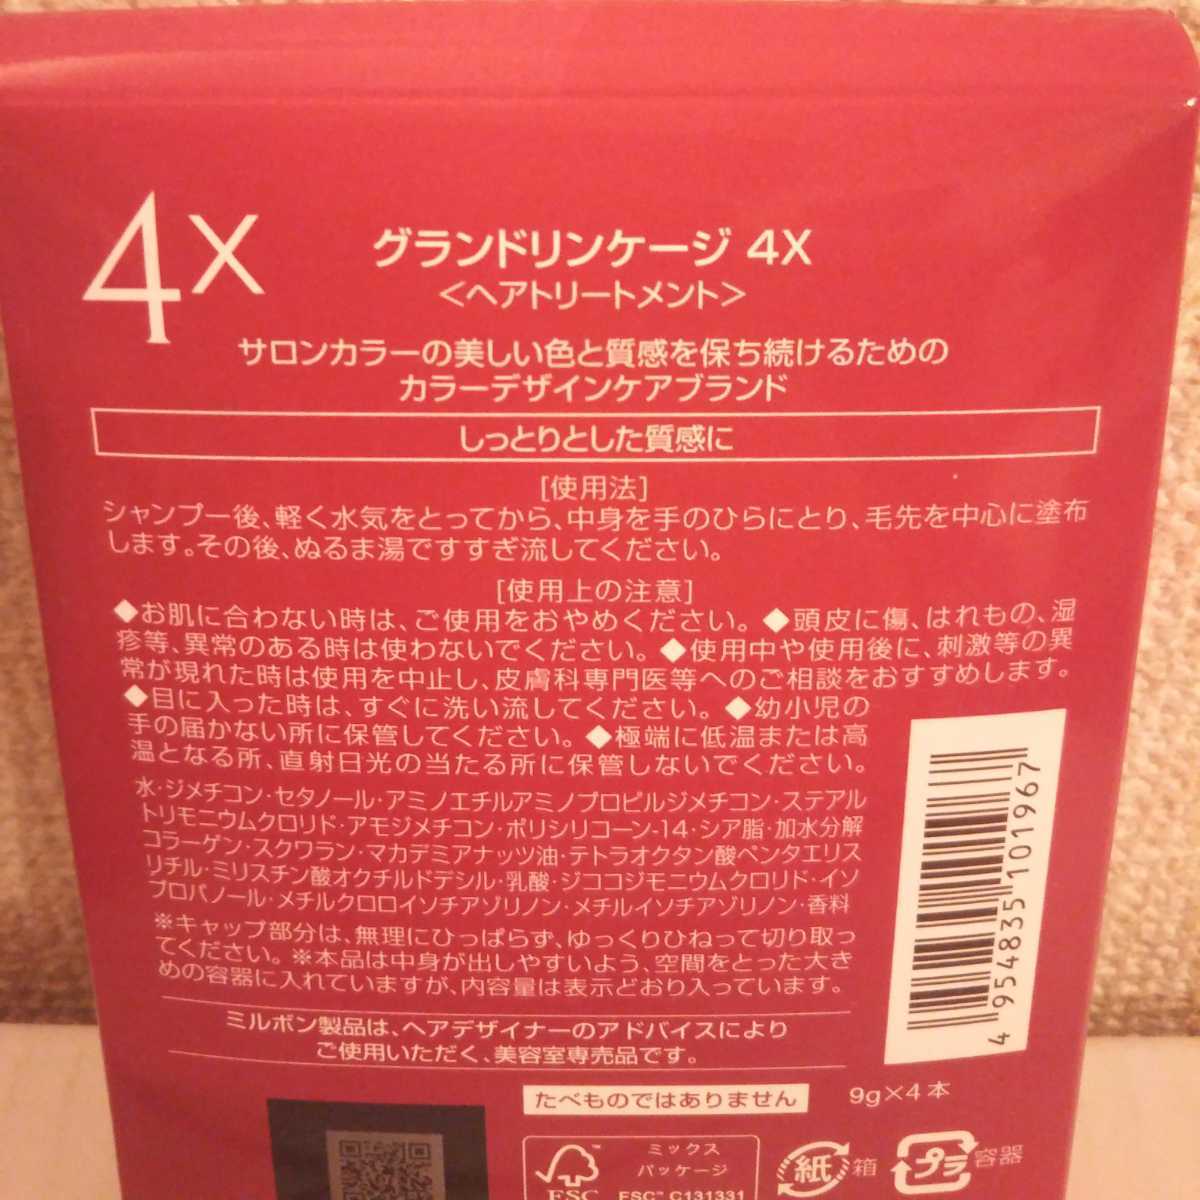 4X
グランドリンケージ 4X
<ヘアトリートメント>
サロンカラーの美しい色と質感を保ち続けるための
カラーデザインケアブランド
しっとりとした質感に
[使用法]
シャンプー後、軽く水気をとってから、中身を手のひらにとり、毛先を中心に塗布
します。その後、ぬるま湯ですすぎ流してください。
[使用上の注意]
◆お肌に合わない時は、ご使用をおやめください。◆頭皮に傷、はれもの、湿
疹等、異常のある時は使わないでください。◆使用中や使用後に、刺激等の異
常が現れた時は使用を中止し、皮膚科専門医等へのご相談をおすすめします。
◆目に入った時は、すぐに洗い流してください。◆幼小児の
手の届かない所に保管してください。◆極端に低温または高
温となる所、直射日光の当たる所に保管しないでください。
水・ジメチコン・セタノール・アミノエチルアミノプロピルジメチコン・ステアル
トリモニウムクロリド・アモジメチコン・ポリシリコーン-14・シア脂・加水分解
コラーゲン・スクワラン・マカデミアナッツ油・テトラオクタン酸ペンタエリス
リチル・ミリスチン酸オクチルドデシル・乳酸・ジココジモニウムクロリド・イソ
プロパノール・メチルクロロイソチアゾリノン・メチルイソチアゾリノン・香料
※キャップ部分は、無理にひっぱらず、ゆっくりひねって切り取っ
てください。※本品は中身が出しやすいよう、空間をとった大き
めの容器に入れていますが、内容量は表示どおり入っています。
ミルボン製品は、ヘアデザイナーのアドバイスにより
ご使用いただく、美容室専売品です。
4 954835 101967
たべものではありません
9g×4本
FSC™
ミックス
パッケージ
FSC™ C131331
紙 箱
プラ 容器